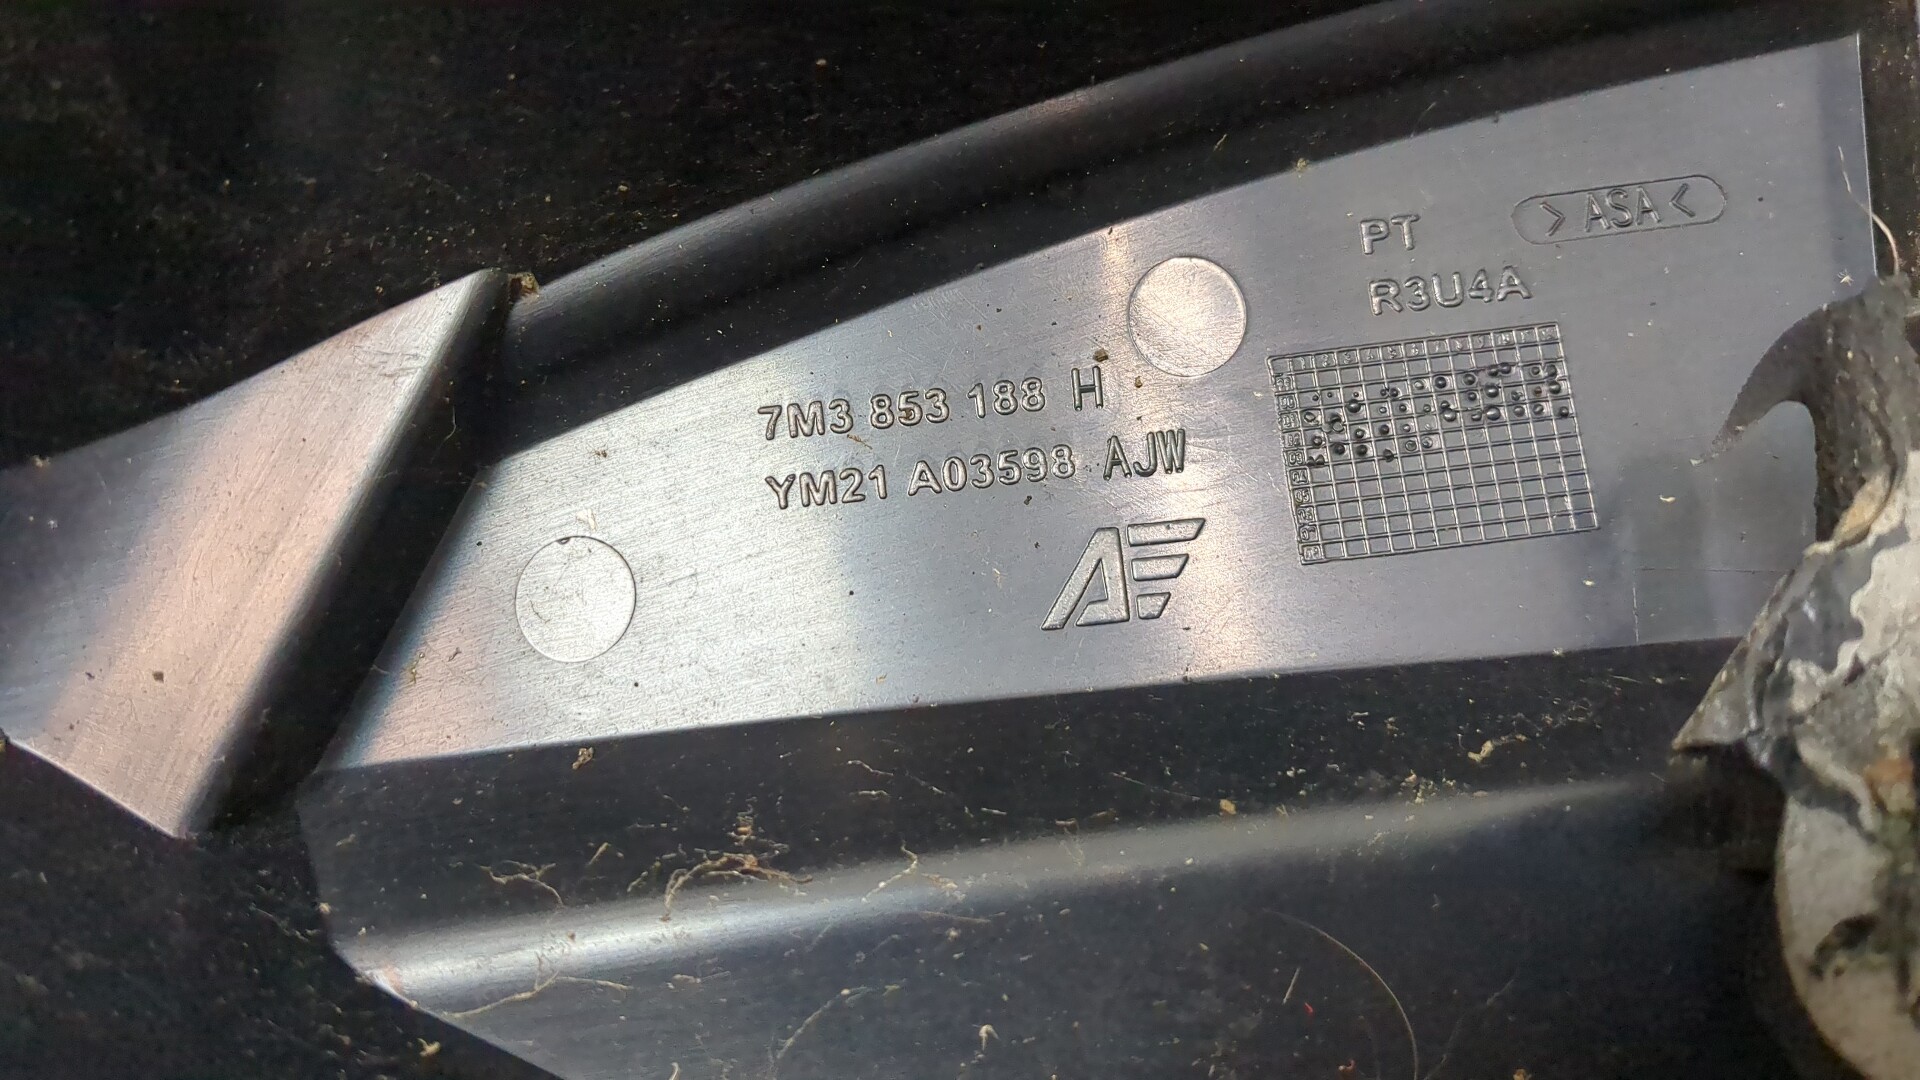 PT
> ASA <
R3U4A
7M3 853 188 H
YM21 A03598 AJW